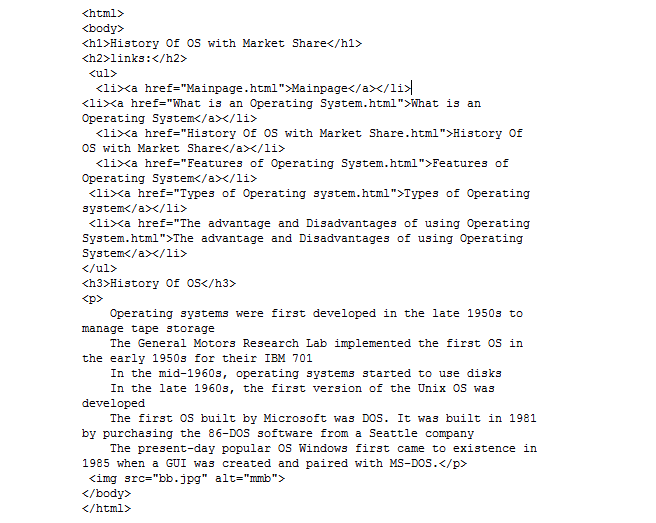 <html>
<body>
<h1>History Of OS with Market Share</h1>
<h2>links:</h2>
<ul>
<li><a href="Mainpage.html">Mainpage</a></li>
<li><a href="What is an Operating System.html">What is an
Operating System</a></li>
<li><a href="History Of OS with Market Share.html">History Of
OS with Market Share</a></li>
<li><a href="Features of Operating System.html">Features of
Operating System</a></li>
<li><a href="Types of Operating system.html">Types of Operating
system</a></li>
<li><a href="The advantage and Disadvantages of using Operating
System.html">The advantage and Disadvantages of using Operating
System</a></li>
</ul>
<h3>History Of OS</h3>
<p>
Operating systems were first developed in the late 1950s to
manage tape storage
The General Motors Research Lab implemented the first OS in
the early 1950s for their IBM 701
In the mid-1960s, operating systems started to use disks
In the late 1960s, the first version of the Unix OS was
developed
The first OS built by Microsoft was DOS. It was built in 1981
by purchasing the 86-DOS software from a Seattle company
The present-day popular OS Windows first came to existence in
1985 when a GUI was created and paired with MS-DOS.</p>
<img src="bb.jpg" alt="mmb">
</body>
</html>